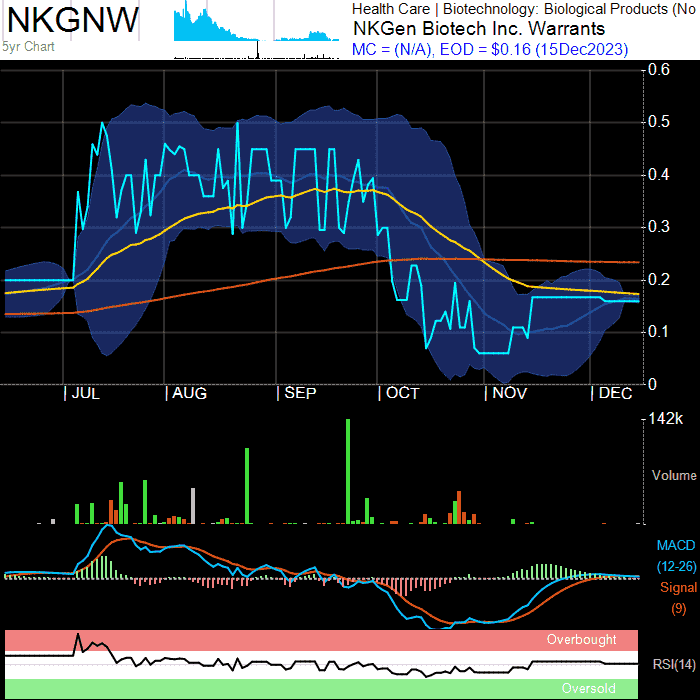 NKGNW
5yr Chart
Health Care | Biotechnology: Biological Products (No
NKGen Biotech Inc. Warrants
MC = (N/A), EOD = $0.16 (15Dec2023)
0.6
0.5
0.4
0.3
0.2
0.1
0
JUL AUG SEP OCT NOV DEC
142k
Volume
MACD
(12-26)
Signal
(9)
Overbought
RSI(14)
Oversold